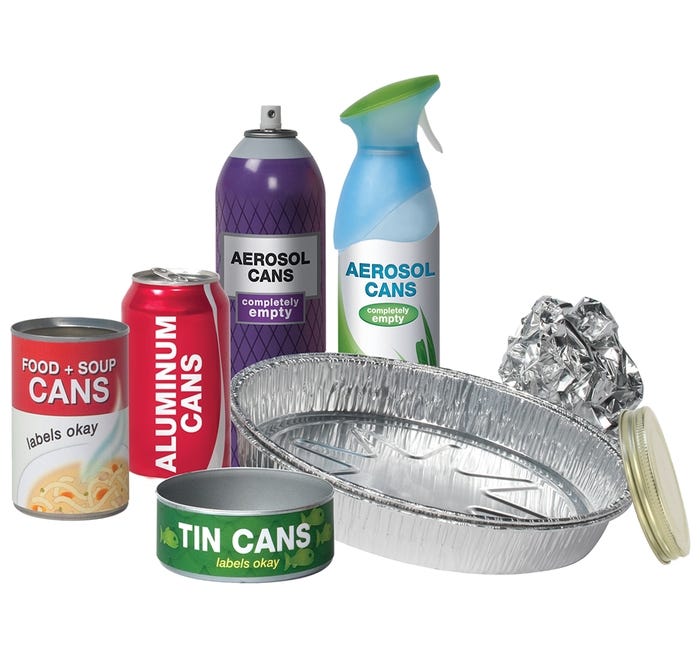 AEROSOL
CANS
completely
empty
AEROSOL
CANS
completely
empty
FOOD + SOUP
CANS
labels okay
ALUMINUM
CANS
TIN CANS
labels okay